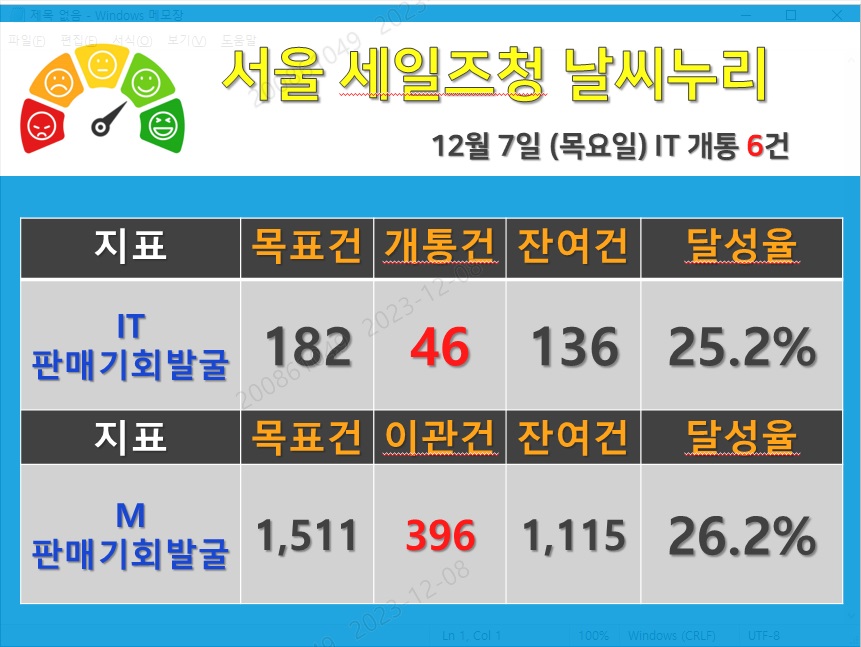 제목 없음 - Windows 메모장
파일(F) 편집(E) 서식(O) 보기(V) 도움말
서울 세일즈청 날씨누리
12월 7일 (목요일) IT 개통 6건
지표 목표건 개통건 잔여건 달성율
IT
판매기회발굴 182 46 136 25.2%
지표 목표건 이관건 잔여건 달성율
M
판매기회발굴 1,511 396 1,115 26.2%
2023-12-08
2023-12-08
Ln 1, Col 1 100% Windows (CRLF) UTF-8